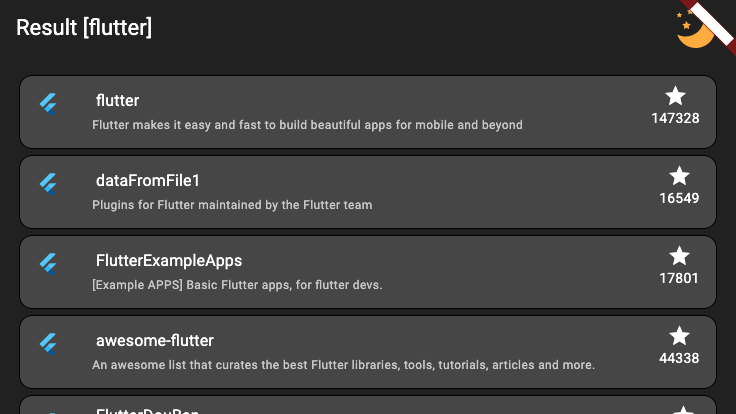 Result [flutter]
flutter
147328
Flutter makes it easy and fast to build beautiful apps for mobile and beyond
dataFromFile1
16549
Plugins for Flutter maintained by the Flutter team
FlutterExampleApps
17801
[Example APPS] Basic Flutter apps, for flutter devs.
awesome-flutter
44338
An awesome list that curates the best Flutter libraries, tools, tutorials, articles and more.